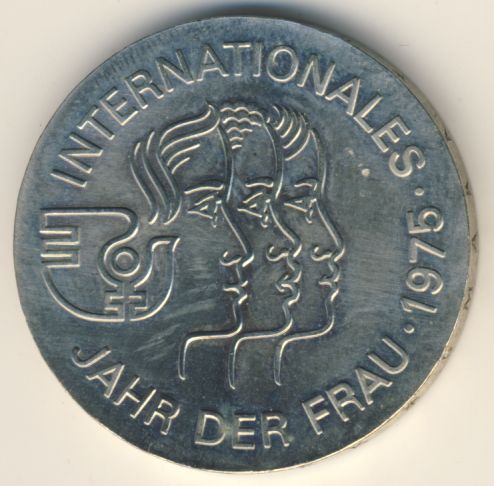 INTERNATIONALES
JAHR DER FRAU · 1975 ·